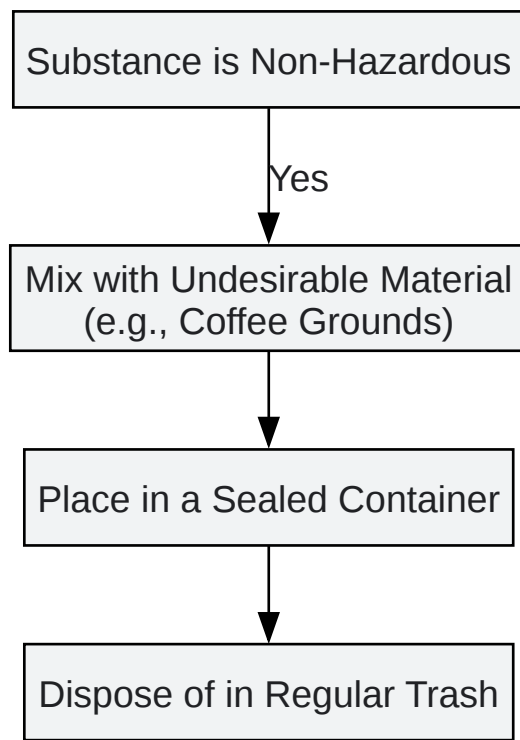 Substance is Non-Hazardous
Yes
Mix with Undesirable Material
(e.g., Coffee Grounds)
Place in a Sealed Container
Dispose of in Regular Trash